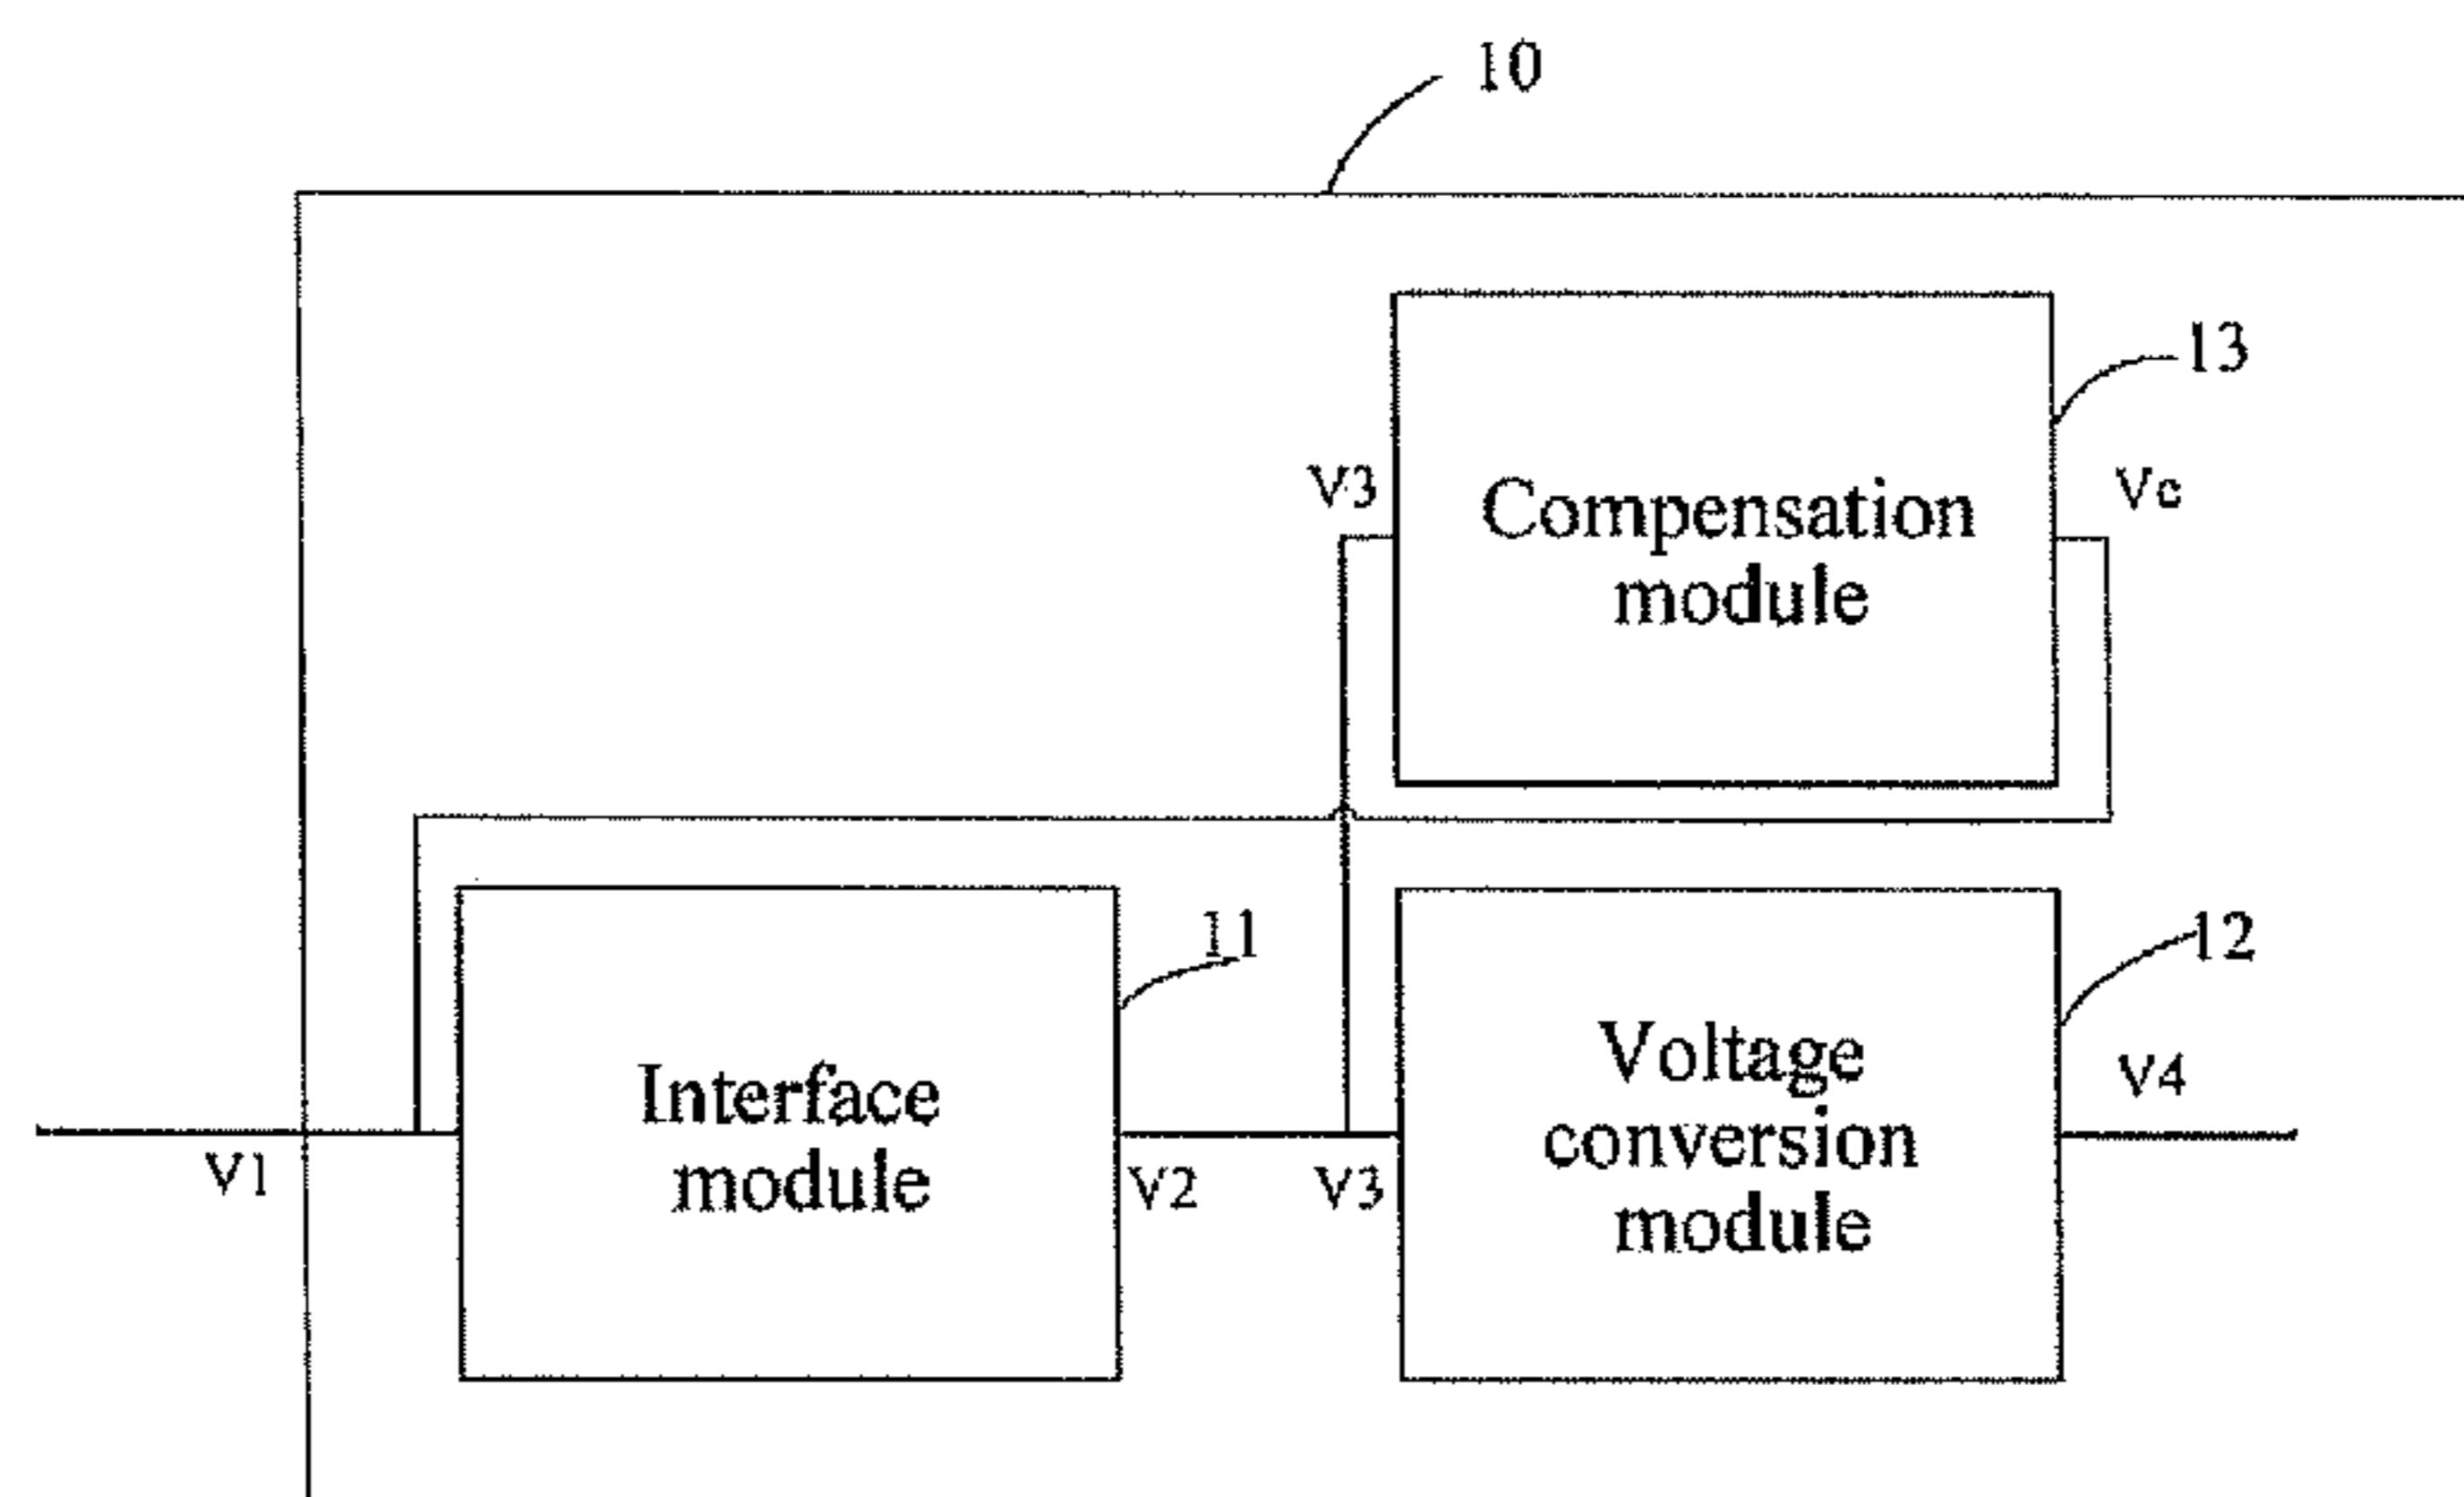 10
13
V3
Vc
Compensation
module
11
12
Voltage
conversion
module
Interface
module
V4
V1
V2
V3